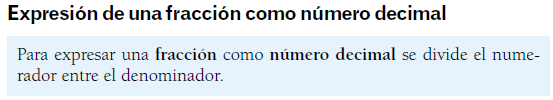 Expresión de una fracción como número decimal
Para expresar una fracción como número decimal se divide el nume-
rador entre el denominador.